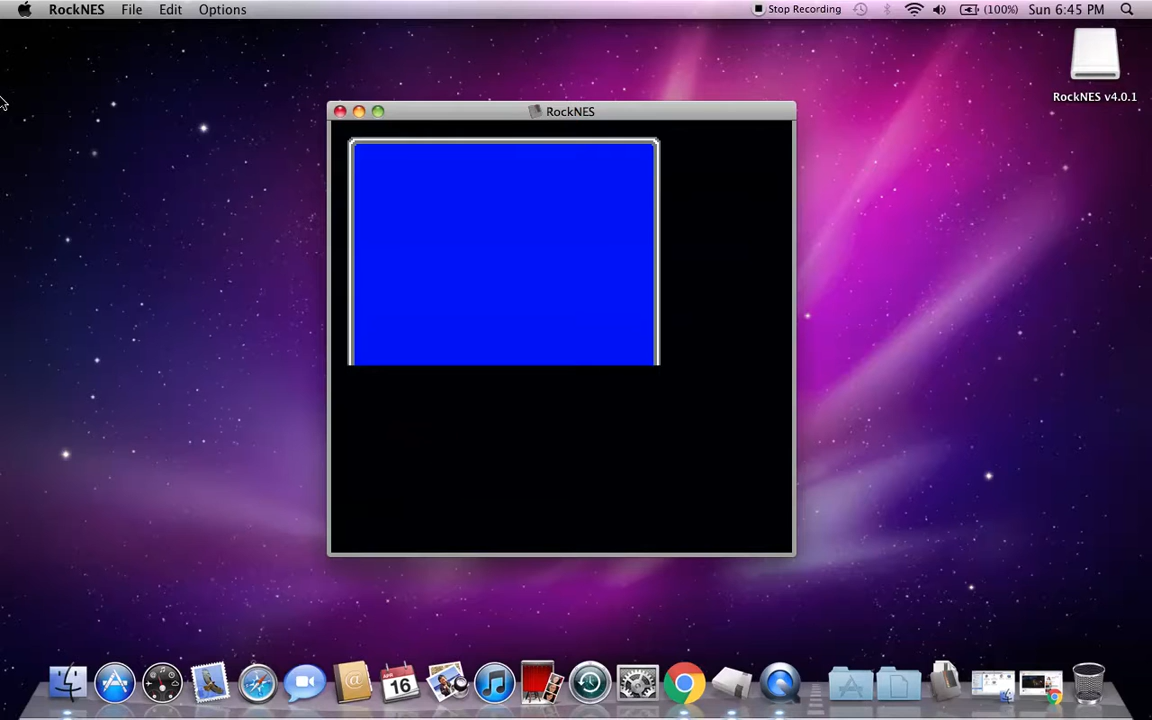 RockNES File Edit Options Stop Recording (100%) Sun 6:45 PM
RockNES v4.0.1
RockNES
16